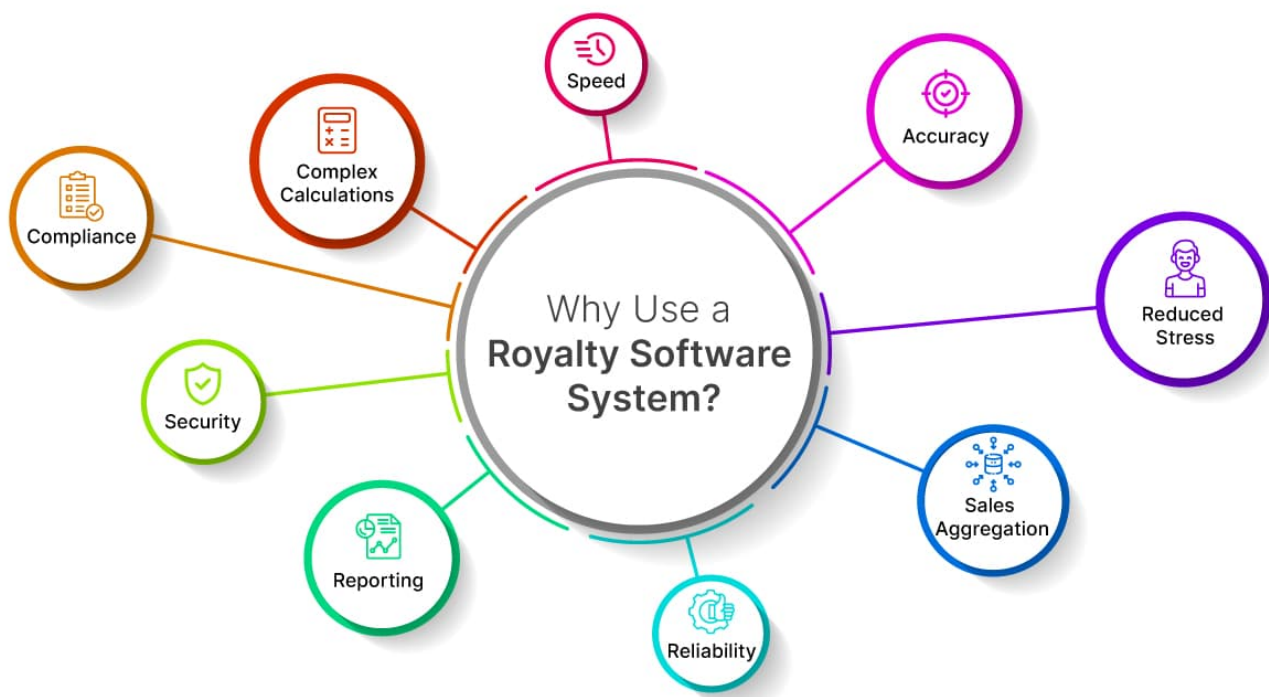 Speed
Accuracy
Complex
Calculations
Compliance
Reduced
Stress
Why Use a
Royalty Software
System?
Security
Sales
Aggregation
Reporting
Reliability